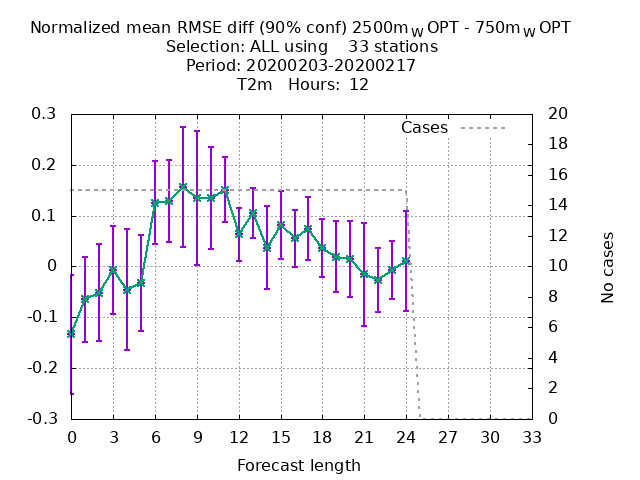 Normalized mean RMSE diff (90% conf) 2500m_W OPT - 750m_W OPT
Selection: ALL using 33 stations
Period: 20200203-20200217
T2m Hours: 12
Cases
0.3
0.2
0.1
0
-0.1
-0.2
-0.3
20
18
16
14
12
10
8
6
4
2
0
No cases
0 3 6 9 12 15 18 21 24 27 30 33
Forecast length